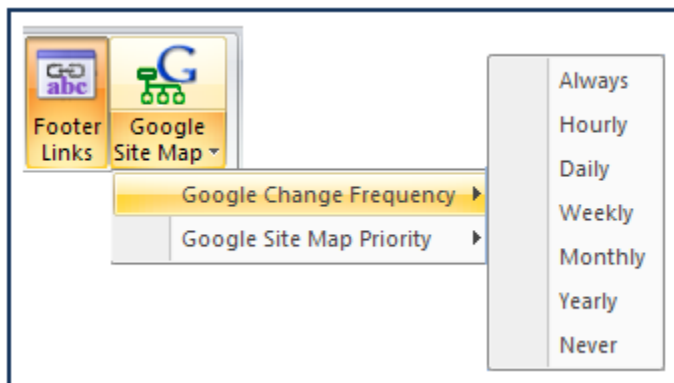 abc
G
Footer
Links
Google
Site Map
Google Change Frequency
Google Site Map Priority
Always
Hourly
Daily
Weekly
Monthly
Yearly
Never